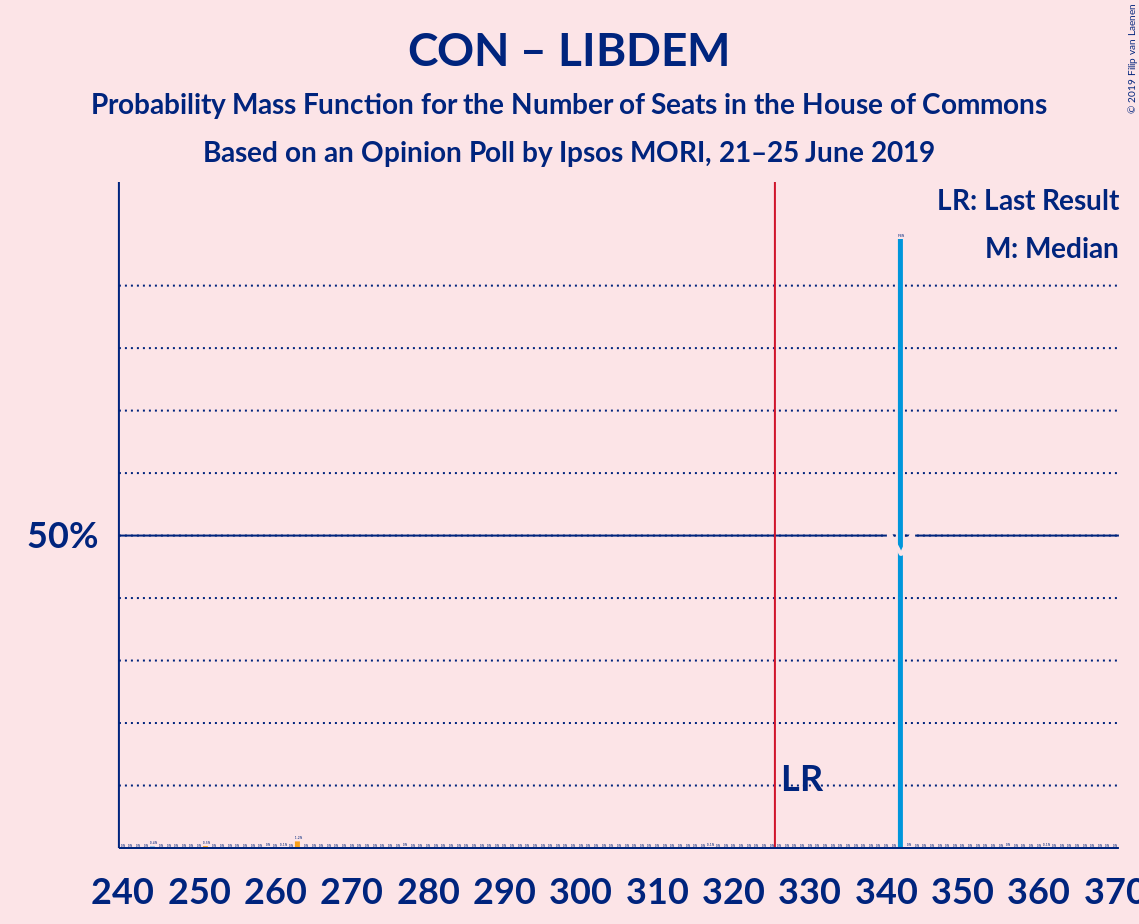 CON – LIBDEM
Probability Mass Function for the Number of Seats in the House of Commons
Based on an Opinion Poll by Ipsos MORI, 21–25 June 2019
© 2019 Filip van Laenen
LR: Last Result
M: Median
50%
LR
240 250 260 270 280 290 300 310 320 330 340 350 360 370